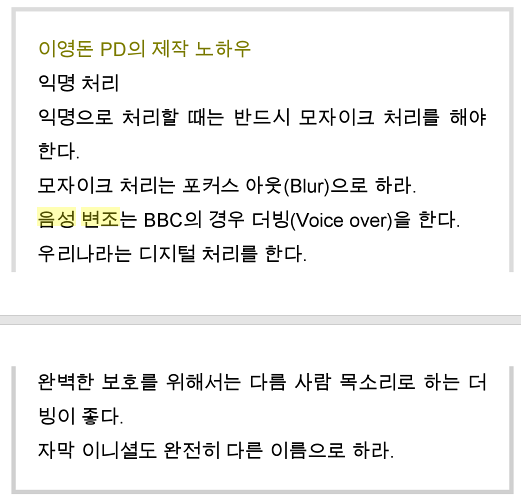 이영돈 PD의 제작 노하우
익명 처리
익명으로 처리할 때는 반드시 모자이크 처리를 해야
한다.
모자이크 처리는 포커스 아웃(Blur)으로 하라.
음성 변조는 BBC의 경우 더빙(Voice over)을 한다.
우리나라는 디지털 처리를 한다.
완벽한 보호를 위해서는 다름 사람 목소리로 하는 더
빙이 좋다.
자막 이니셜도 완전히 다른 이름으로 하라.